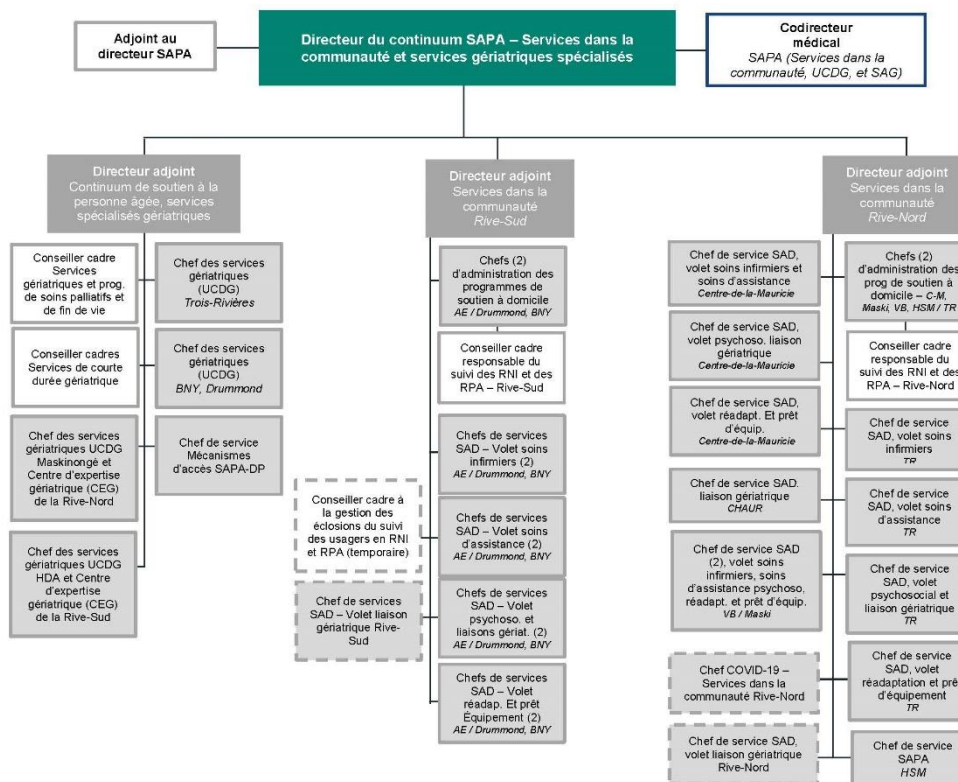 Adjoint au
directeur SAPA
Directeur du continuum SAPA – Services dans la
communauté et services gériatriques spécialisés
Codirecteur
médical
SAPA (Services dans la
communauté, UCDG, et SAG)
Directeur adjoint
Continuum de soutien à la
personne âgée, services
spécialisés gériatriques
Conseiller cadre
Services
gériatriques et prog.
de soins palliatifs et
de fin de vie
Chef des services
gériatriques
(UCDG)
Trois-Rivières
Conseiller cadres
Services de courte
durée gériatrique
Chef des services
gériatriques
(UCDG)
BNY, Drummond
Chef des services
gériatriques UCDG
Maskinongé et
Centre d'expertise
gériatrique (CEG)
de la Rive-Nord
Chef de service
Mécanismes
d'accès SAPA-DP
Chef des services
gériatriques UCDG
HDA et Centre
d'expertise
gériatrique (CEG)
de la Rive-Sud
Directeur adjoint
Services dans la
communauté
Rive-Sud
Chefs (2)
d'administration des
programmes de
soutien à domicile
AE / Drummond, BNY
Conseiller cadre
responsable du
suivi des RNI et des
RPA – Rive-Sud
Chefs de services
SAD – Volet soins
infirmiers (2)
AE / Drummond, BNY
Conseiller cadre à
la gestion des
éclosions du suivi
des usagers en RNI
et RPA (temporaire)
Chefs de services
SAD – Volet soins
d'assistance (2)
AE / Drummond, BNY
Chef de services
SAD – Volet liaison
gériatrique Rive-
Sud
Chefs de services
SAD – Volet
psychoso. et
liaisons gériat. (2)
AE / Drummond, BNY
Chefs de services
SAD – Volet
réadap. Et prêt
Équipement (2)
AE / Drummond, BNY
Directeur adjoint
Services dans la
communauté
Rive-Nord
Chef de service SAD,
volet soins infirmiers et
soins d'assistance
Centre-de-la-Mauricie
Chefs (2)
d'administration des
prog de soutien à
domicile – C-M,
Maski, VB, HSM / TR
Chef de service SAD,
volet psychoso. liaison
gériatrique
Centre-de-la-Mauricie
Conseiller cadre
responsable du
suivi des RNI et des
RPA – Rive-Nord
Chef de service SAD,
volet réadapt. Et prêt
d'équip.
Centre-de-la-Mauricie
Chef de service
SAD, volet soins
infirmiers
TR
Chef de service SAD.
liaison gériatrique
CHAUR
Chef de service
SAD, volet soins
d'assistance
TR
Chef de service SAD
(2), volet soins
infirmiers, soins
d'assistance psychoso,
réadapt. et prêt d'équip.
VB / Maski
Chef de service
SAD, volet
psychosocial et
liaison gériatrique
TR
Chef COVID-19 –
Services dans la
communauté Rive-Nord
Chef de service
SAD, volet
réadaptation et prêt
d'équipement
TR
Chef de service SAD,
volet liaison gériatrique
Rive-Nord
Chef de service
SAPA
HSM